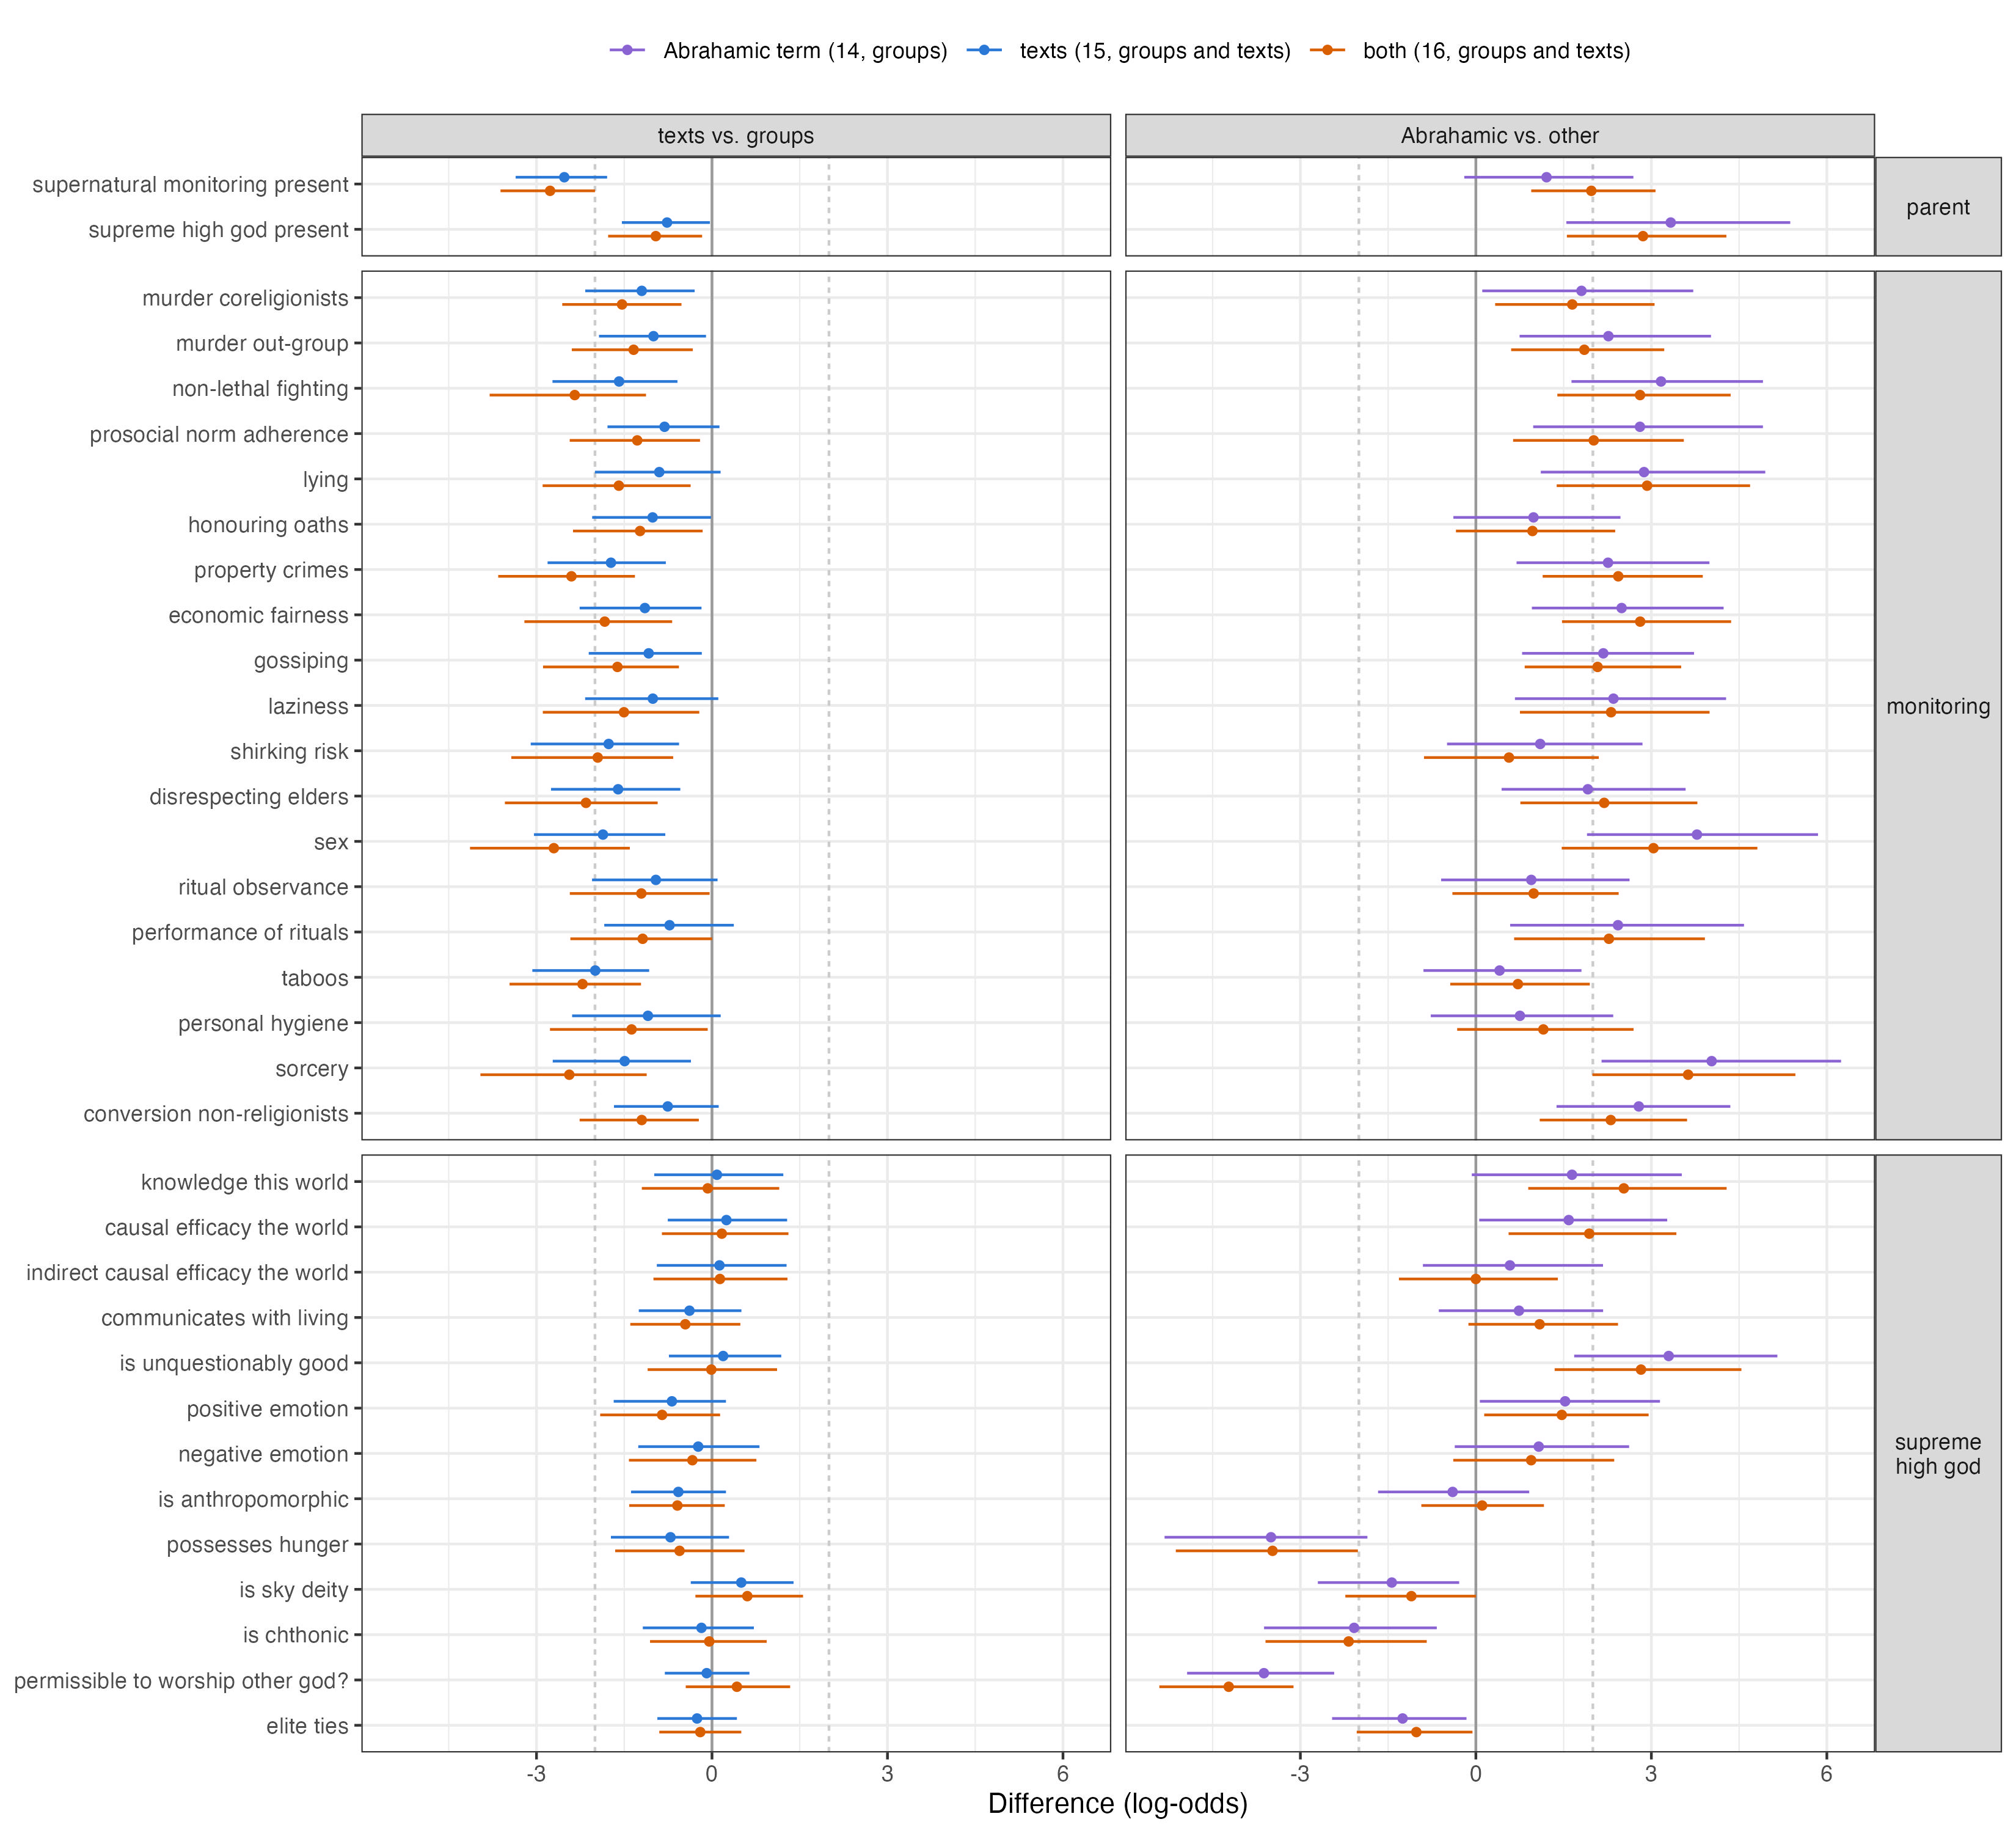 Abrahamic term (14, groups) texts (15, groups and texts) both (16, groups and texts)
texts vs. groups
Abrahamic vs. other
supernatural monitoring present
supreme high god present
parent
murder coreligionists
murder out-group
non-lethal fighting
prosocial norm adherence
lying
honouring oaths
property crimes
economic fairness
gossiping
laziness
shirking risk
disrespecting elders
sex
ritual observance
performance of rituals
taboos
personal hygiene
sorcery
conversion non-religionists
monitoring
knowledge this world
causal efficacy the world
indirect causal efficacy the world
communicates with living
is unquestionably good
positive emotion
negative emotion
is anthropomorphic
possesses hunger
is sky deity
is chthonic
permissible to worship other god?
elite ties
supreme
high god
-3 0 3 6
-3 0 3 6
Difference (log-odds)